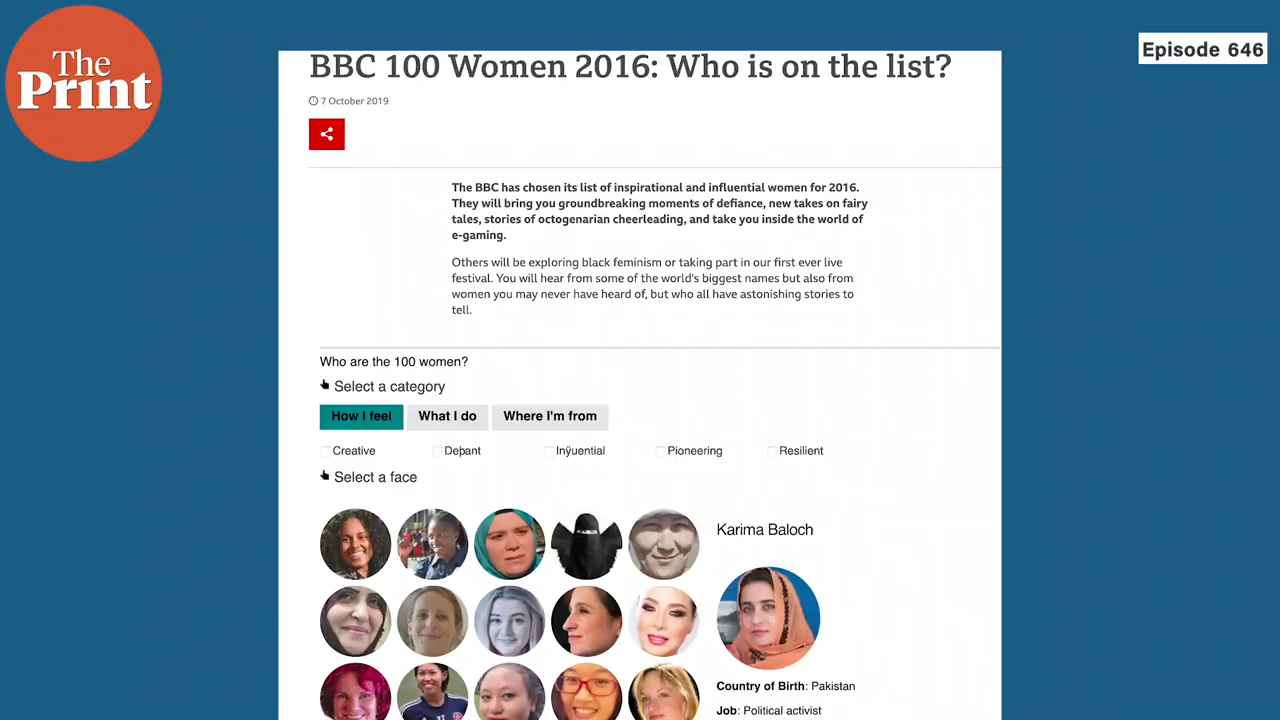 The
Print
Episode 646
BBC 100 Women 2016: Who is on the list?
7 October 2019
The BBC has chosen its list of inspirational and influential women for 2016.
They will bring you groundbreaking moments of defiance, new takes on fairy
tales, stories of octogenarian cheerleading, and take you inside the world of
e-gaming.
Others will be exploring black feminism or taking part in our first ever live
festival. You will hear from some of the world's biggest names but also from
women you may never have heard of, but who all have astonishing stories to
tell.
Who are the 100 women?
Select a category
How I feel What I do Where I'm from
Creative Deþant Inÿuential Pioneering Resilient
Select a face
Karima Baloch
Country of Birth: Pakistan
Job: Political activist